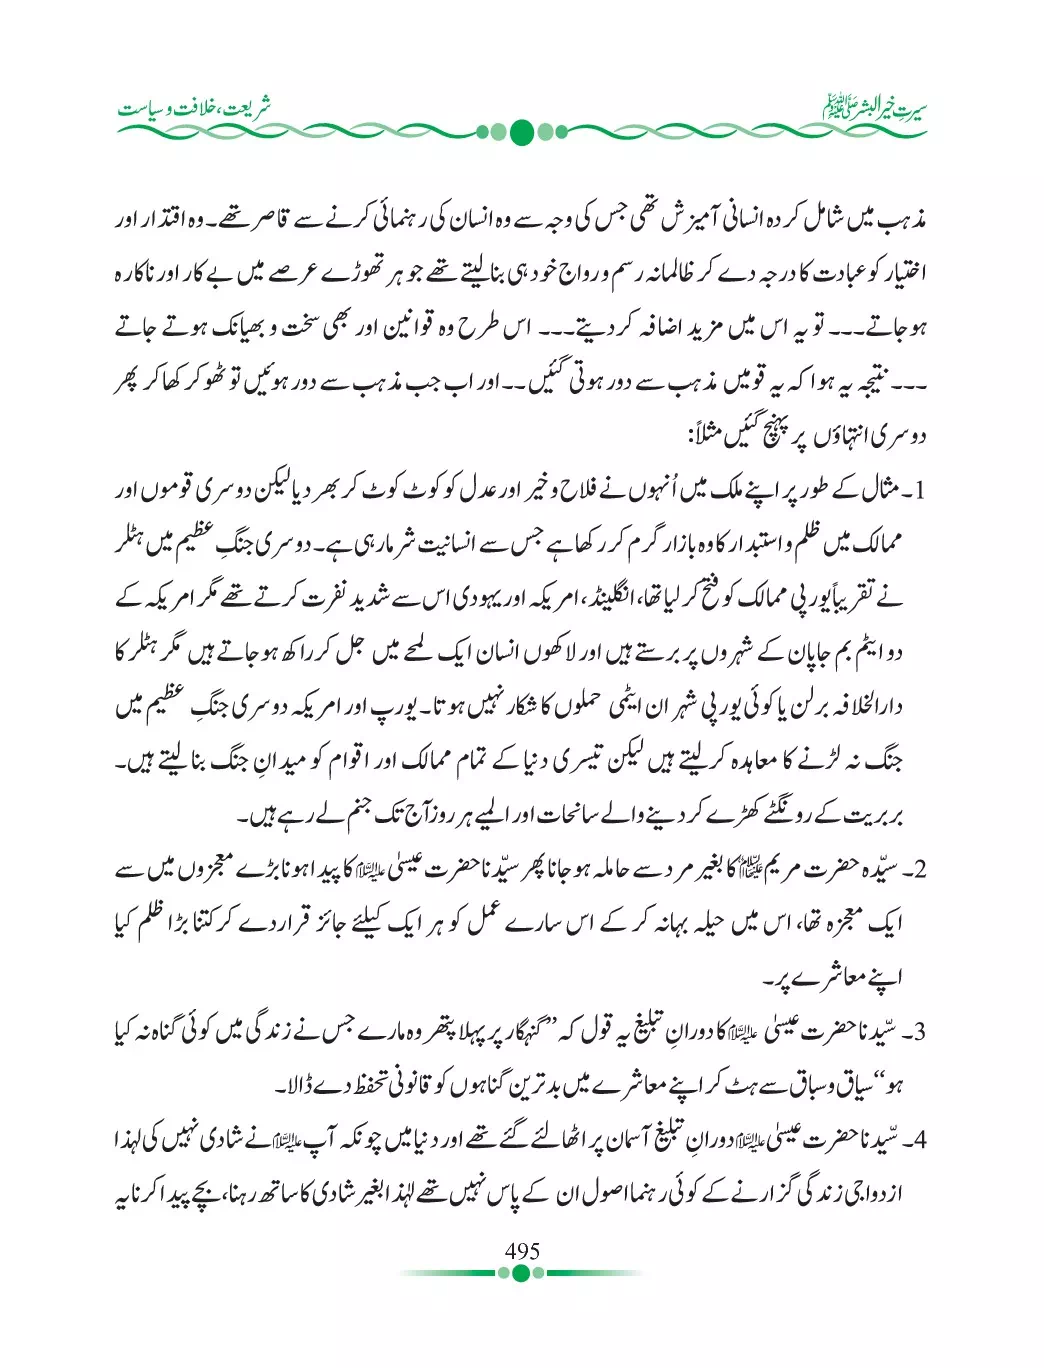 سیرتِ خیر البشر ﷺ
شریعت، خلافت و سیاست
مذہب میں شامل کردہ انسانی آمیزش تھی جس کی وجہ سے وہ انسان کی رہنمائی کرنے سے قاصر تھے۔ وہ اقتدار اور
اختیار کو عبادت کا درجہ دے کر ظالمانہ رسم و رواج خود ہی بنا لیتے تھے جو ہر تھوڑے عرصے میں بے کار اور ناکارہ
ہو جاتے۔۔۔ تو یہ اس میں مزید اضافہ کر دیتے۔۔۔ اس طرح وہ قوانین اور بھی سخت و بھیانک ہوتے جاتے
۔۔۔ نتیجہ یہ ہوا کہ یہ قومیں مذہب سے دور ہوتی گئیں۔۔ اور اب جب مذہب سے دور ہوئیں تو ٹھوکر کھا کر پھر
دوسری انتہاؤں پر پہنچ گئیں مثلاً:
1۔ مثال کے طور پر اپنے ملک میں اُنہوں نے فلاح و خیر اور عدل کو کوٹ کوٹ کر بھر دیا لیکن دوسری قوموں اور
ممالک میں ظلم و استبداد کا وہ بازار گرم کر رکھا ہے جس سے انسانیت شرما رہی ہے۔ دوسری جنگِ عظیم میں ہٹلر
نے تقریباً یورپی ممالک کو فتح کر لیا تھا، انگلینڈ، امریکہ اور یہودی اس سے شدید نفرت کرتے تھے مگر امریکہ کے
دو ایٹم بم جاپان کے شہروں پر برستے ہیں اور لاکھوں انسان ایک لمحے میں جل کر راکھ ہو جاتے ہیں مگر ہٹلر کا
دارالخلافہ برلن یا کوئی یورپی شہر ان ایٹمی حملوں کا شکار نہیں ہوتا۔ یورپ اور امریکہ دوسری جنگِ عظیم میں
جنگ نہ لڑنے کا معاہدہ کر لیتے ہیں لیکن تیسری دنیا کے تمام ممالک اور اقوام کو میدانِ جنگ بنا لیتے ہیں۔
بربریت کے رونگٹے کھڑے کر دینے والے سانحات اور المیے ہر روز آج تک جنم لے رہے ہیں۔
2۔ سیّدہ حضرت مریم علیہا السلام کا بغیر مرد سے حاملہ ہو جانا پھر سیّدنا حضرت عیسیٰ علیہ السلام کا پیدا ہونا بڑے معجزوں میں سے
ایک معجزہ تھا، اس میں حیلہ بہانہ کر کے اس سارے عمل کو ہر ایک کیلئے جائز قرار دے کر کتنا بڑا ظلم کیا
اپنے معاشرے پر۔
3۔ سیّدنا حضرت عیسیٰ علیہ السلام کا دورانِ تبلیغ یہ قول کہ ”گنہگار پر پہلا پتھر وہ مارے جس نے زندگی میں کوئی گناہ نہ کیا
ہو“ سیاق و سباق سے ہٹ کر اپنے معاشرے میں بدترین گناہوں کو قانونی تحفظ دے ڈالا۔
4۔ سیّدنا حضرت عیسیٰ علیہ السلام دورانِ تبلیغ آسمان پر اٹھا لئے گئے تھے اور دنیا میں چونکہ آپ علیہ السلام نے شادی نہیں کی لہذا
ازدواجی زندگی گزارنے کے کوئی رہنما اصول ان کے پاس نہیں تھے لہٰذا بغیر شادی کا ساتھ رہنا، بچے پیدا کرنا یہ
495